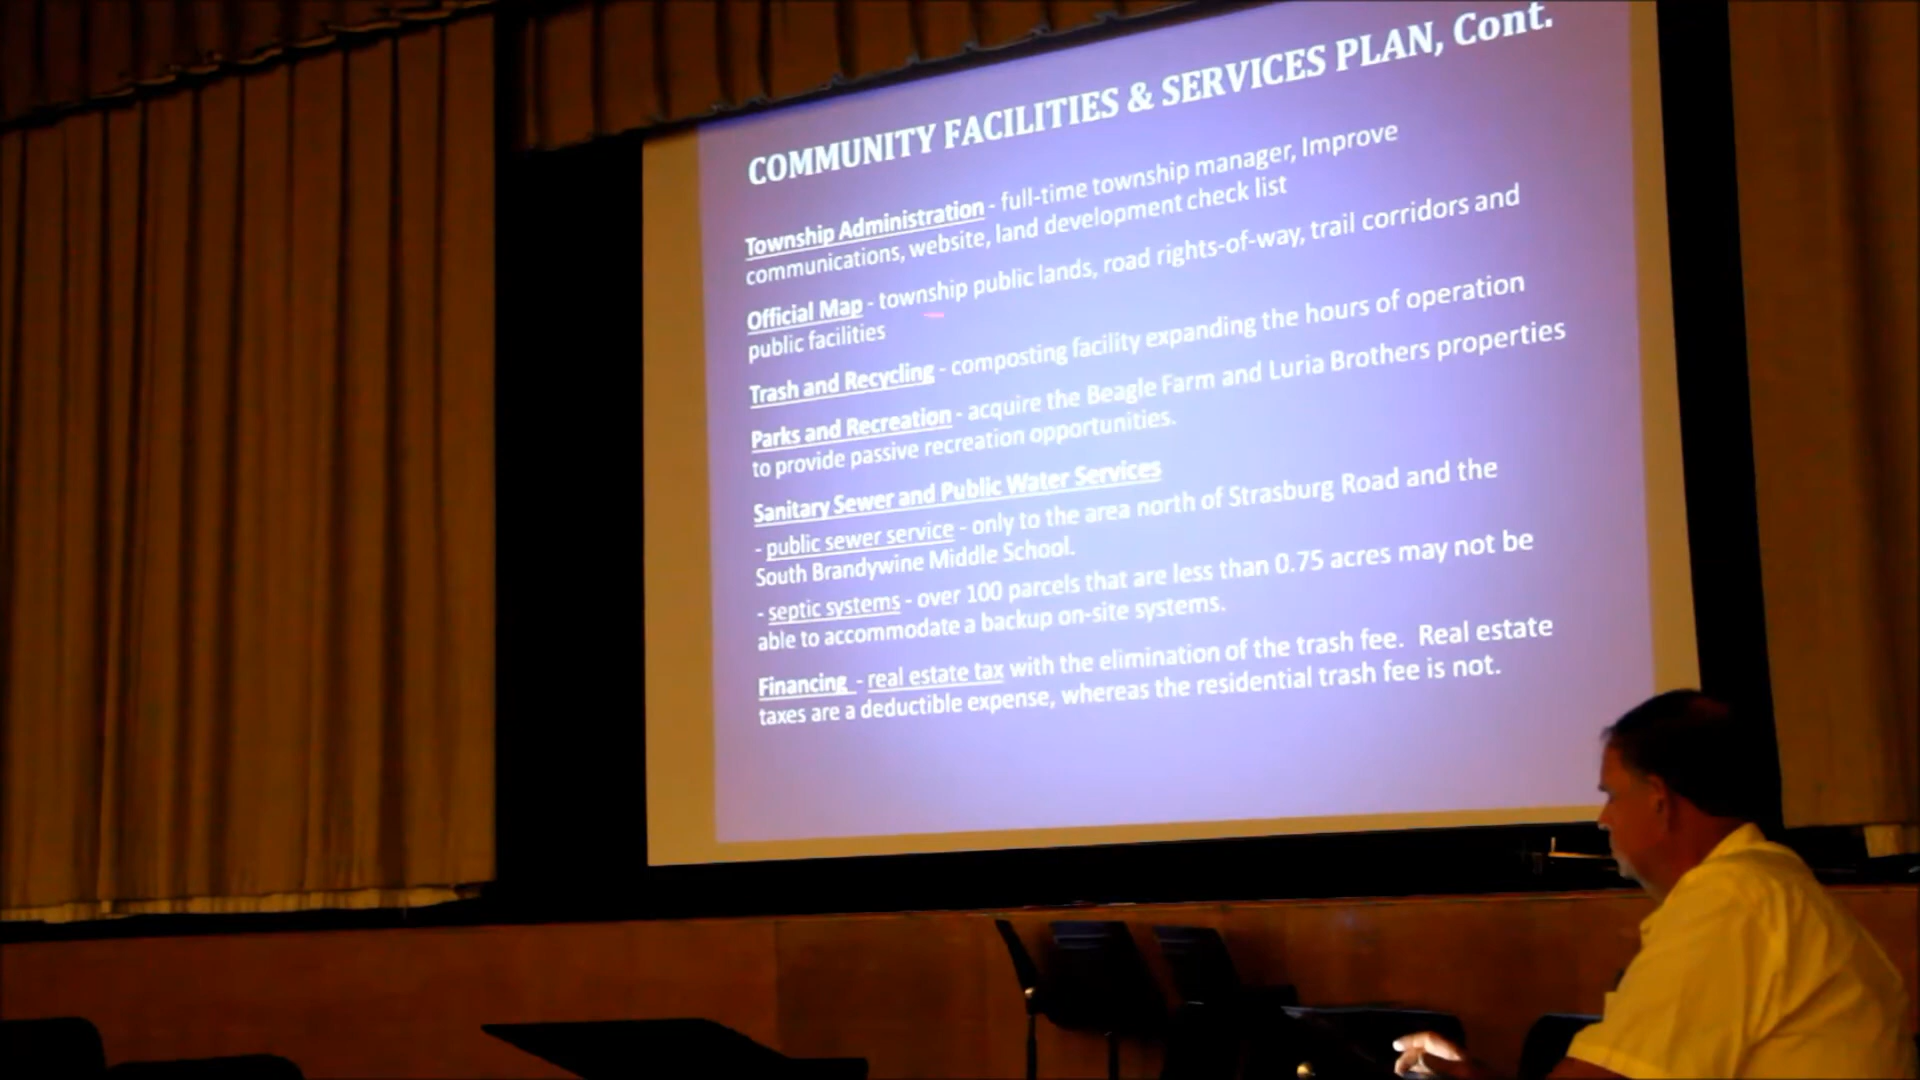 COMMUNITY FACILITIES & SERVICES PLAN, Cont.
Township Administration - full-time township manager, Improve
communications, website, land development check list
Official Map - township public lands, road rights-of-way, trail corridors and
public facilities
Trash and Recycling - composting facility expanding the hours of operation
Parks and Recreation - acquire the Beagle Farm and Luria Brothers properties
to provide passive recreation opportunities.
Sanitary Sewer and Public Water Services
- public sewer service - only to the area north of Strasburg Road and the
South Brandywine Middle School.
- septic systems - over 100 parcels that are less than 0.75 acres may not be
able to accommodate a backup on-site systems.
Financing - real estate tax with the elimination of the trash fee. Real estate
taxes are a deductible expense, whereas the residential trash fee is not.